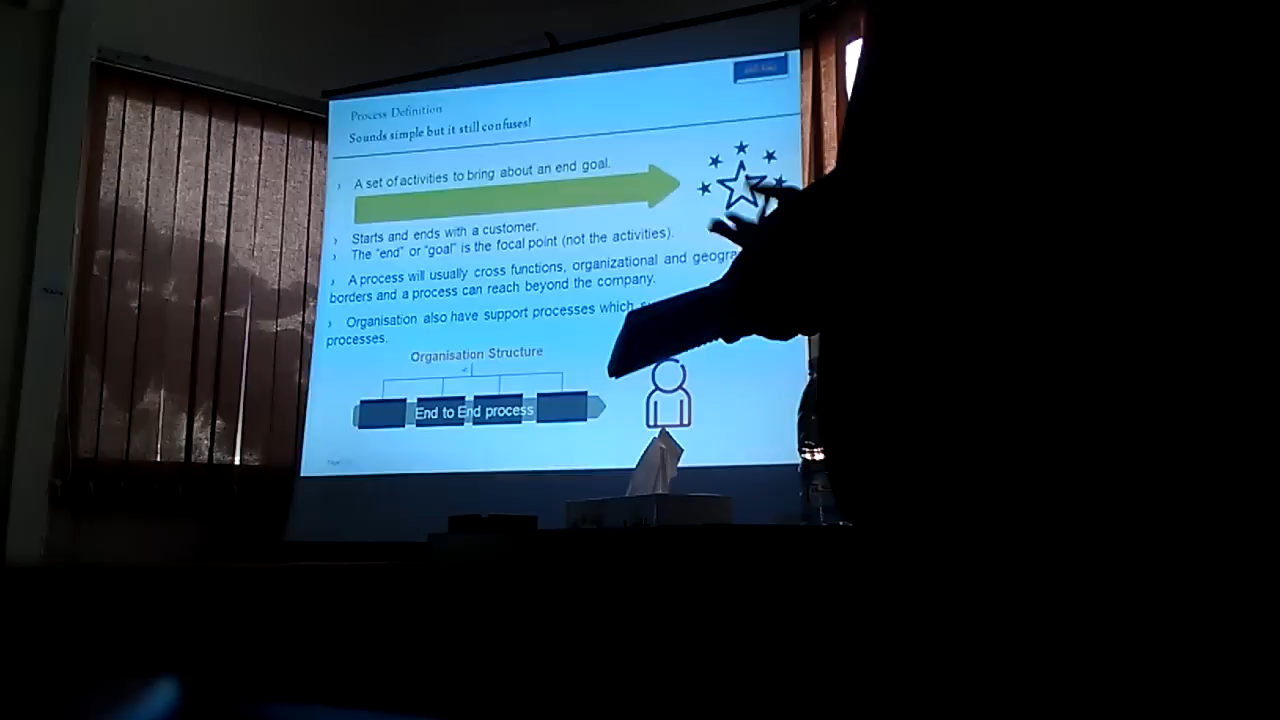 Process Definition
Sounds simple but it still confuses!
› A set of activities to bring about an end goal.
› Starts and ends with a customer.
› The "end" or "goal" is the focal point (not the activities).
› A process will usually cross functions, organizational and geogra
borders and a process can reach beyond the company.
› Organisation also have support processes which
processes.
Organisation Structure
End to End process
Page